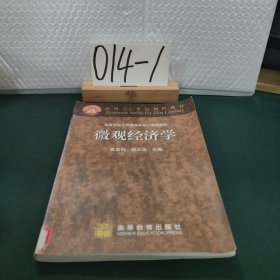 014-1
面向21世纪课程教材
Textbook Series for 21st Century
微观经济学
高等教育出版社
HIGHER EDUCATION PRESS